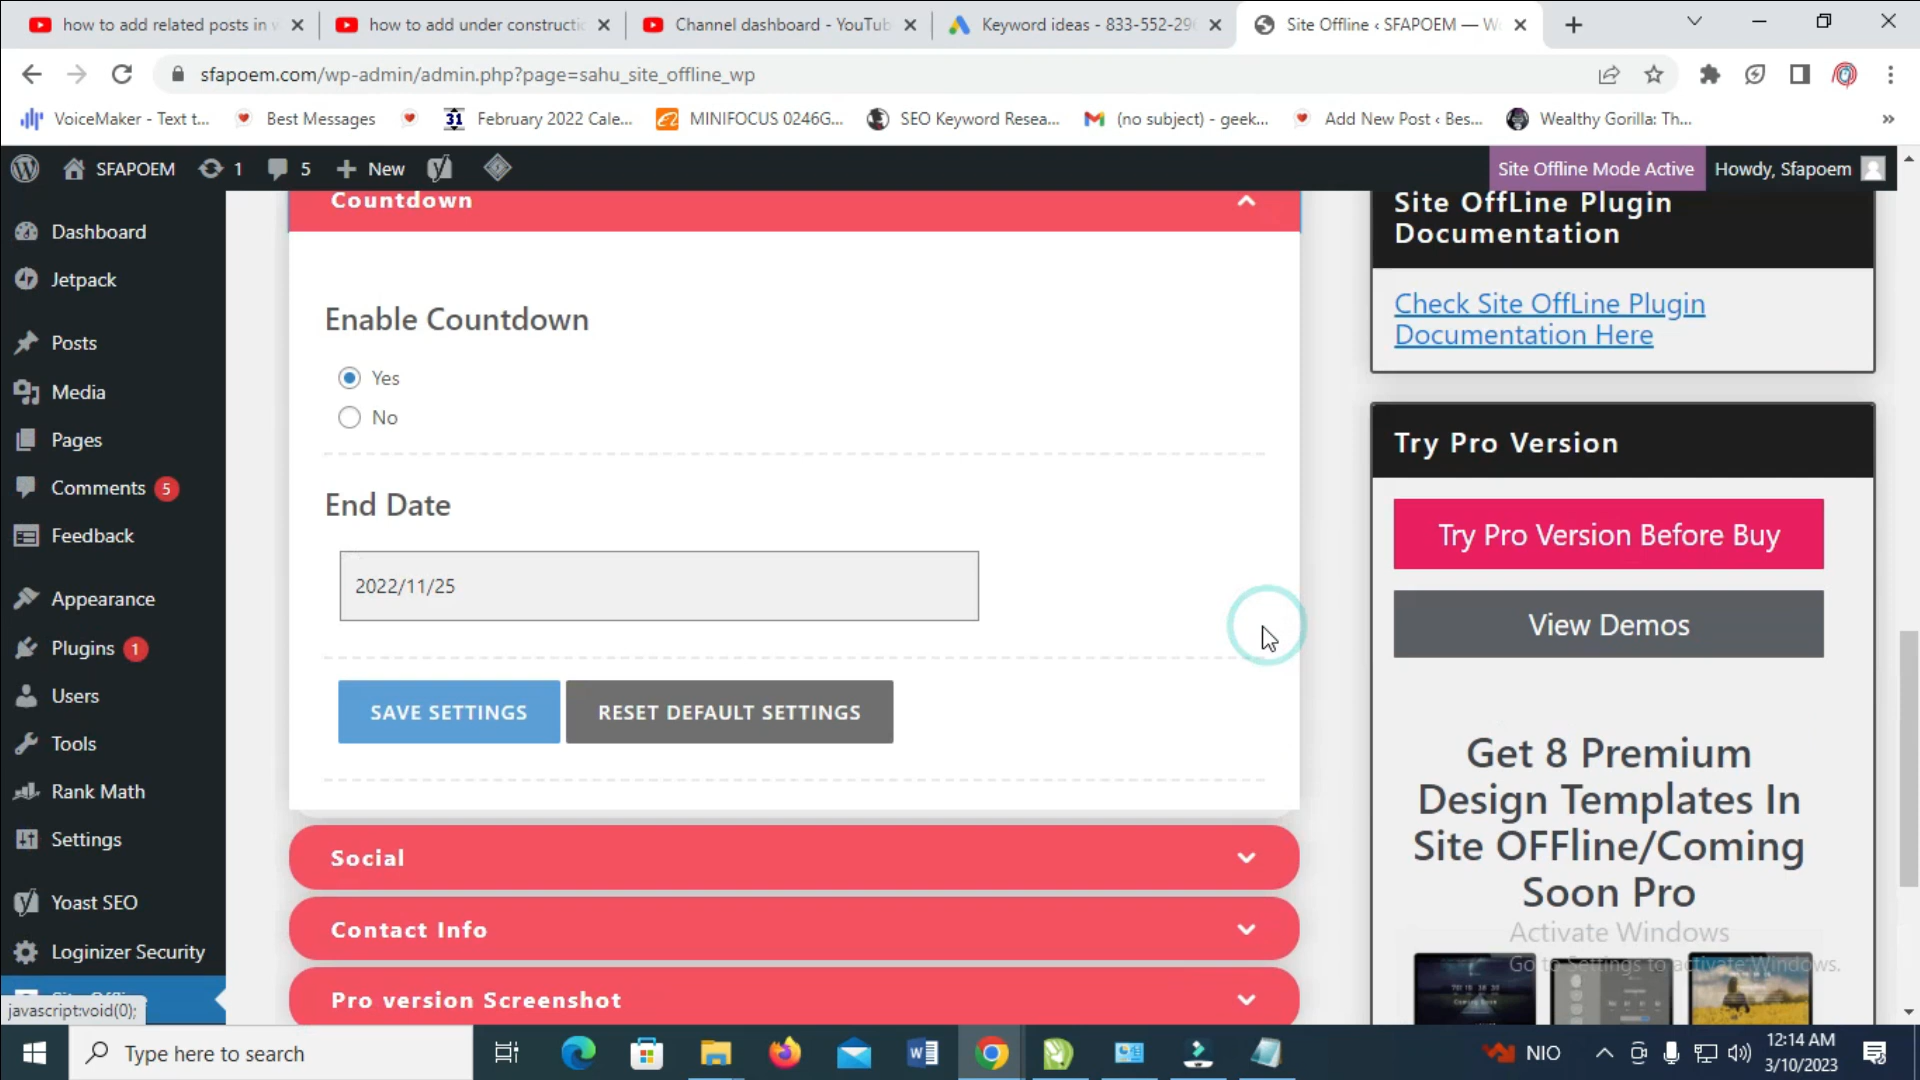 how to add related posts in w
how to add under constructi
Channel dashboard - YouTub
Keyword ideas - 833-552-29
Site Offline ‹ SFAPOEM — W
sfapoem.com/wp-admin/admin.php?page=sahu_site_offline_wp
VoiceMaker - Text t...
Best Messages
31
February 2022 Cale...
MINIFOCUS 0246G...
SEO Keyword Resea...
(no subject) - geek...
Add New Post ‹ Bes...
Wealthy Gorilla: Th...
»
SFAPOEM
1
5
New
Site Offline Mode Active
Howdy, Sfapoem
Dashboard
Jetpack
Posts
Media
Pages
Comments 5
Feedback
Appearance
Plugins 1
Users
Tools
Rank Math
Settings
Yoast SEO
Loginizer Security
javascript:void(0);
Countdown
Enable Countdown
Yes
No
End Date
2022/11/25
SAVE SETTINGS
RESET DEFAULT SETTINGS
Social
Contact Info
Pro version Screenshot
Site OffLine Plugin
Documentation
Check Site OffLine Plugin
Documentation Here
Try Pro Version
Try Pro Version Before Buy
View Demos
Get 8 Premium
Design Templates In
Site OFFline/Coming
Soon Pro
Activate Windows
Go to Settings to activate Windows.
Type here to search
NIO
12:14 AM
3/10/2023